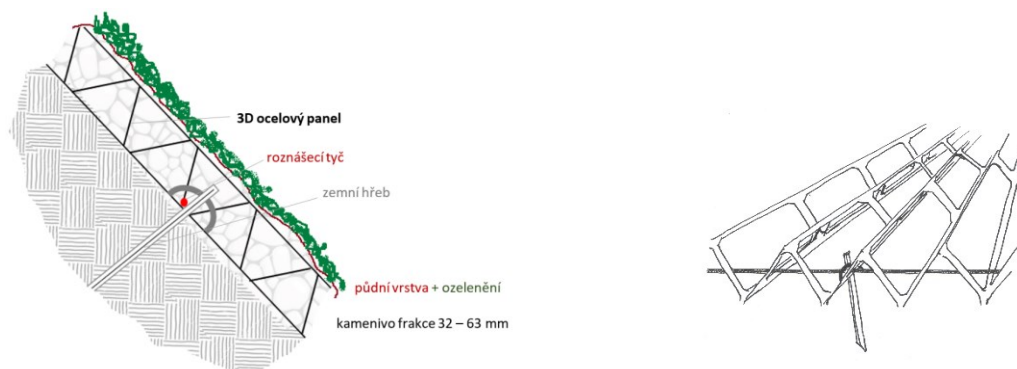 3D ocelový panel
roznášecí tyč
zemní hřeb
půdní vrstva + ozelenění
kamenivo frakce 32 – 63 mm